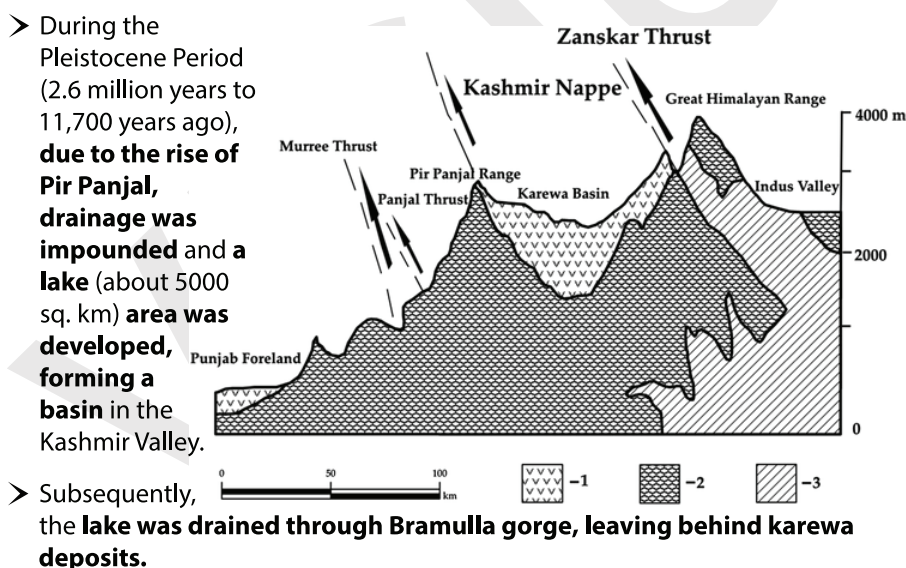 ➤ During the
Pleistocene Period
(2.6 million years to
11,700 years ago),
due to the rise of
Pir Panjal,
drainage was
impounded and a
lake (about 5000
sq. km) area was
developed,
forming a
basin in the
Kashmir Valley.
Zanskar Thrust
Kashmir Nappe
Great Himalayan Range
4000 m
Murree Thrust
Pir Panjal Range
Panjal Thrust
Karewa Basin
Indus Valley
2000
Punjab Foreland
0
0 50 100
km
-1 -2 -3
➤ Subsequently,
the lake was drained through Bramulla gorge, leaving behind karewa
deposits.